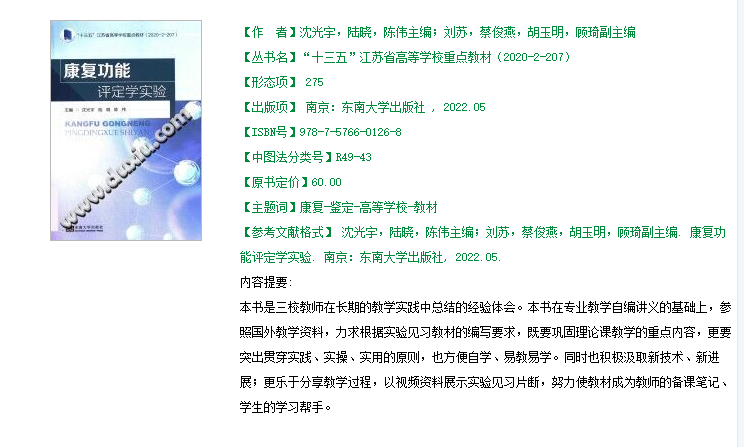 "十三五"江苏省高等学校重点教材(2020-2-207)
康复功能
评定学实验
主编 沈光宇 陆晓 陈伟
KANGFU GONGNENG
PINGDINGXUE SHIYAN
www.duxiu.com
东南大学出版社
【作　者】沈光宇，陆晓，陈伟主编；刘苏，蔡俊燕，胡玉明，顾琦副主编
【丛书名】“十三五”江苏省高等学校重点教材（2020-2-207）
【形态项】 275
【出版项】 南京：东南大学出版社 , 2022.05
【ISBN号】978-7-5766-0126-8
【中图法分类号】R49-43
【原书定价】60.00
【主题词】康复-鉴定-高等学校-教材
【参考文献格式】 沈光宇，陆晓，陈伟主编；刘苏，蔡俊燕，胡玉明，顾琦副主编. 康复功
能评定学实验. 南京：东南大学出版社, 2022.05.
内容提要:
本书是三校教师在长期的教学实践中总结的经验体会。本书在专业教学自编讲义的基础上，参
照国外教学资料，力求根据实验见习教材的编写要求，既要巩固理论课教学的重点内容，更要
突出贯穿实践、实操、实用的原则，也方便自学、易教易学。同时也积极汲取新技术、新进
展；更乐于分享教学过程，以视频资料展示实验见习片断，努力使教材成为教师的备课笔记、
学生的学习帮手。